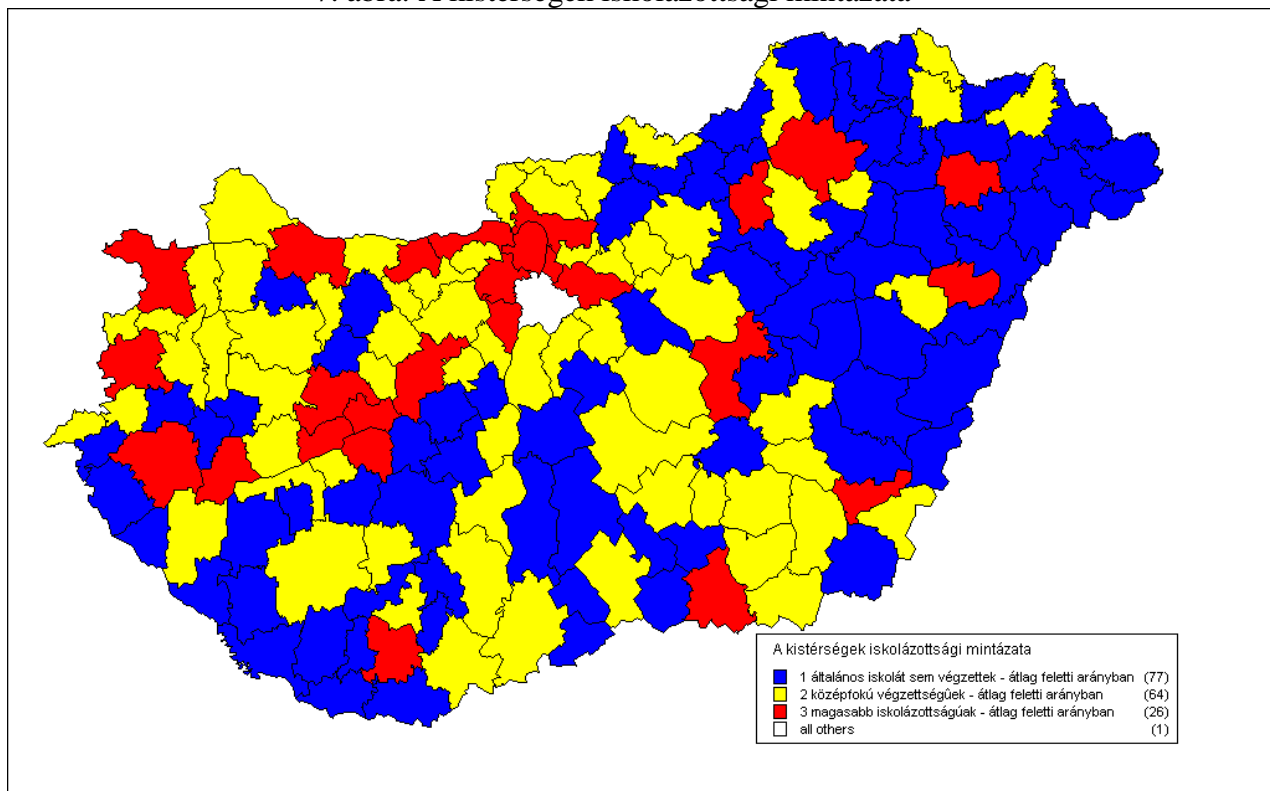 A kistérségek iskolázottsági mintázata
1 általános iskolát sem végzettek - átlag feletti arányban (77)
2 középfokú végzettségûek - átlag feletti arányban (64)
3 magasabb iskolázottságúak - átlag feletti arányban (26)
all others (1)